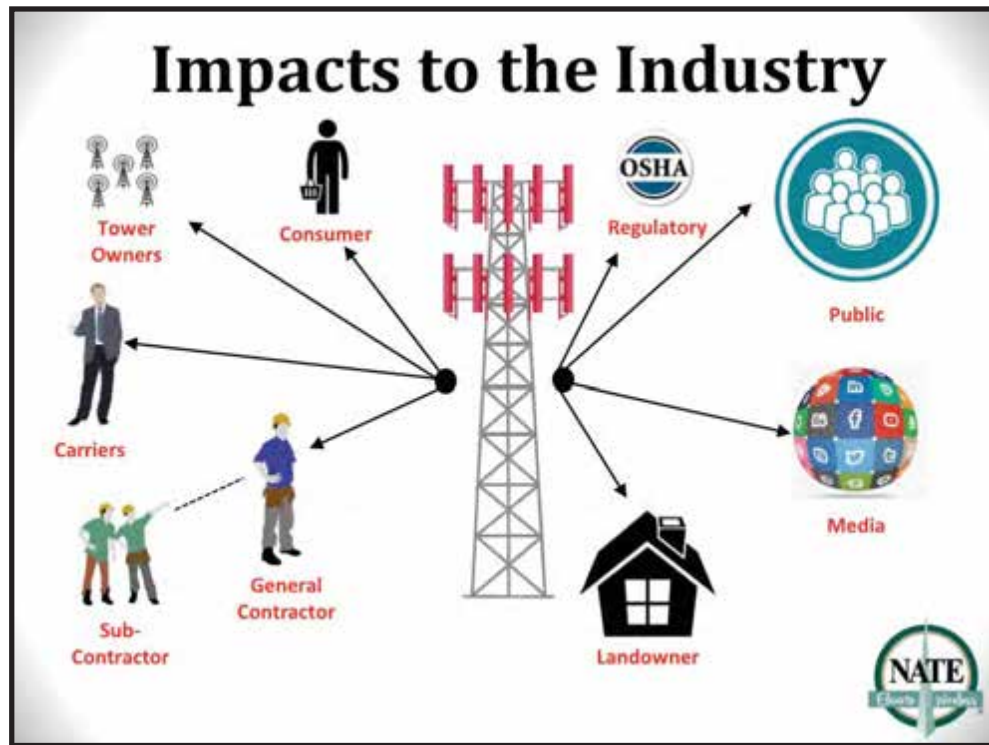 Impacts to the Industry
Tower
Owners
Consumer
OSHA
Regulatory
Public
Carriers
Media
General
Contractor
Sub-
Contractor
Landowner
NATE